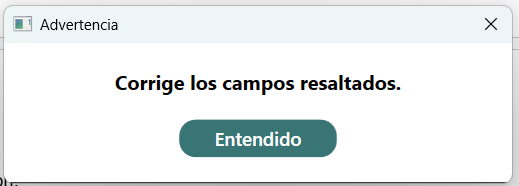 Advertencia
Corrige los campos resaltados.
Entendido